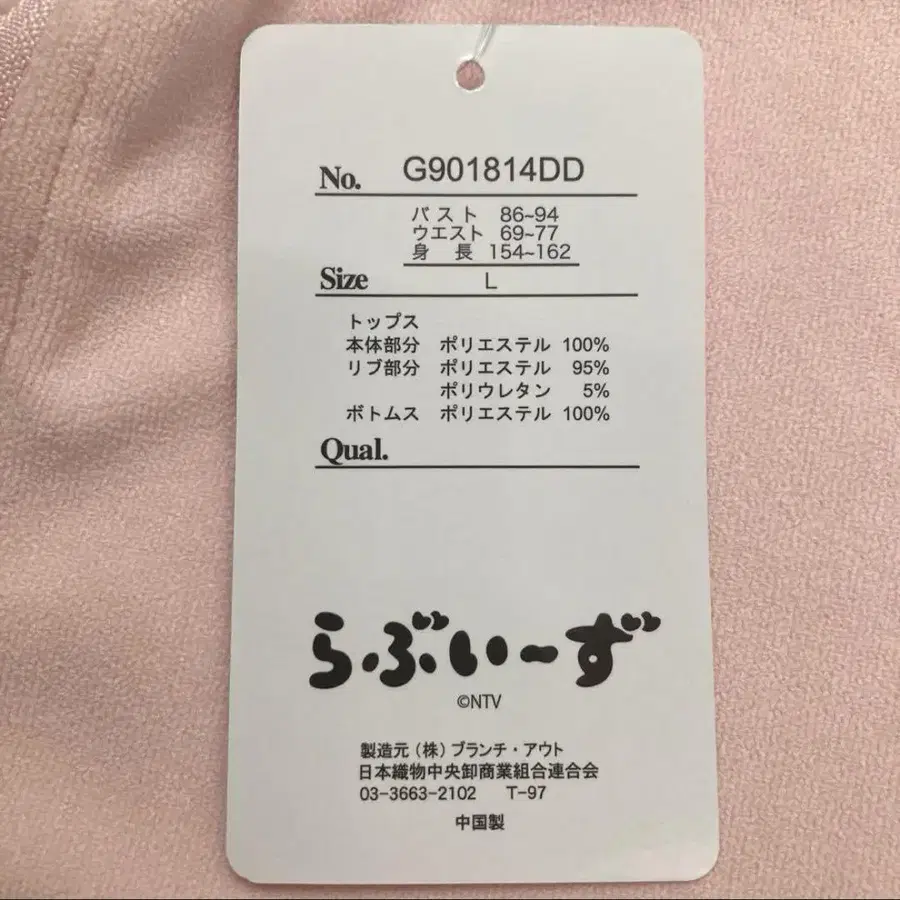 No. G901814DD
バスト 86~94
ウエスト 69~77
身 長 154~162
Size L
トップス
本体部分 ポリエステル 100%
リブ部分 ポリエステル 95%
ポリウレタン 5%
ボトムス ポリエステル 100%
Qual.
らぶいーず
©NTV
製造元（株）ブランチ・アウト
日本織物中央卸商業組合連合会
03-3663-2102 T-97
中国製